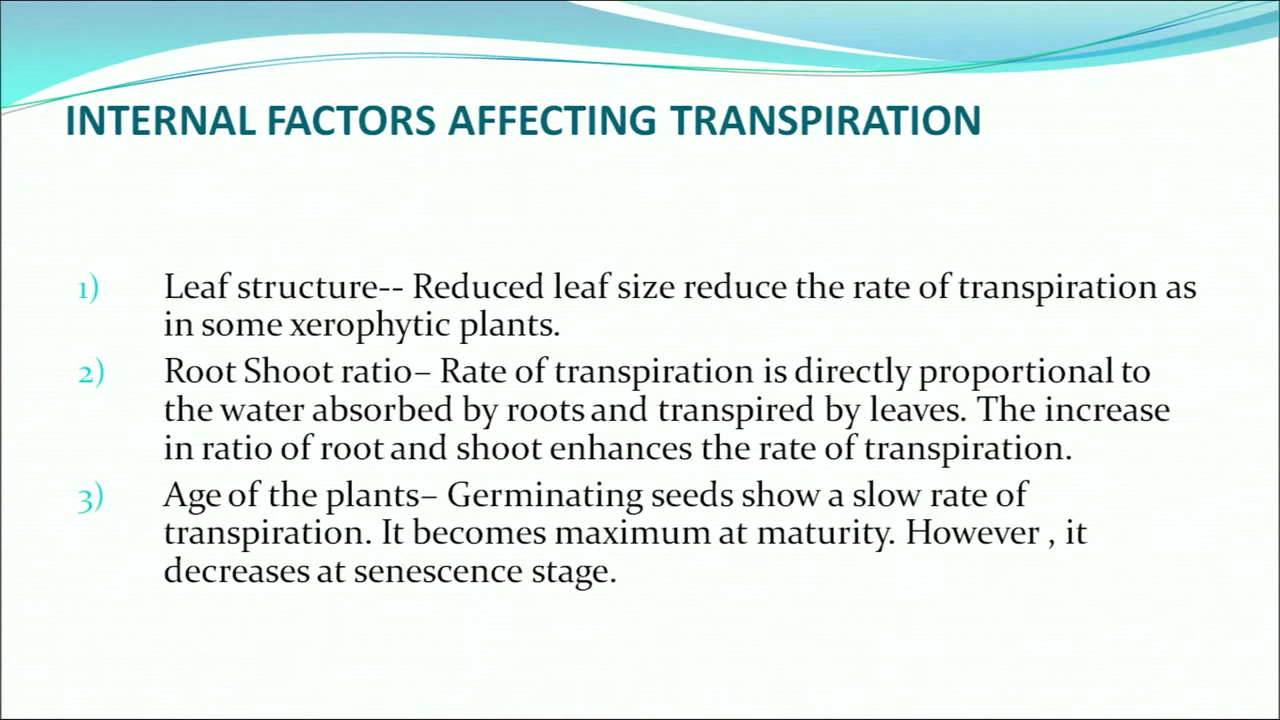 INTERNAL FACTORS AFFECTING TRANSPIRATION
1) Leaf structure-- Reduced leaf size reduce the rate of transpiration as
in some xerophytic plants.
2) Root Shoot ratio– Rate of transpiration is directly proportional to
the water absorbed by roots and transpired by leaves. The increase
in ratio of root and shoot enhances the rate of transpiration.
3) Age of the plants– Germinating seeds show a slow rate of
transpiration. It becomes maximum at maturity. However , it
decreases at senescence stage.